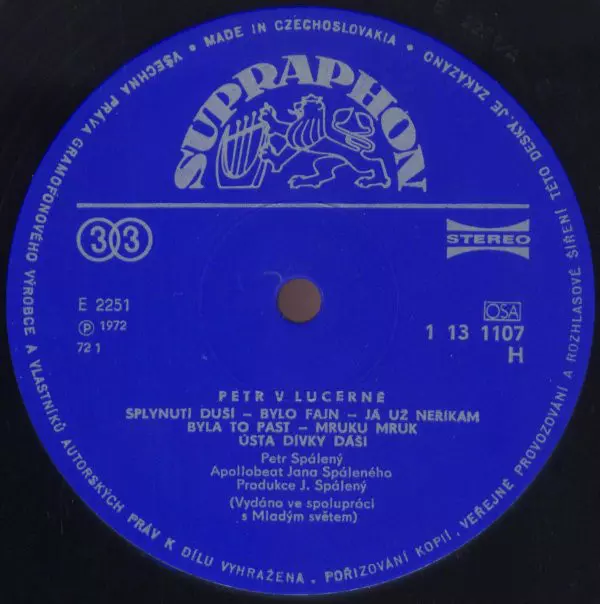 • MADE IN CZECHOSLOVAKIA •
VŠECHNA PRÁVA GRAMOFONOVÉHO VÝROBCE A VLASTNÍKŮ AUTORSKÝCH PRÁV K DÍLU VYHRAŽENA. POŘIZOVÁNÍ KOPIÍ, VEŘEJNÉ PROVOZOVÁNÍ A ROZHLASOVÉ ŠÍŘENÍ TÉTO DESKY JE ZAKÁZÁNO
SUPRAPHON
33
STEREO
E 2251
Ⓟ 1972
72 1
OSA
1 13 1107
H
PETR V LUCERNĚ
SPLYNUTÍ DUŠÍ – BYLO FAJN – JÁ UŽ NEŘÍKÁM
BYLA TO PAST – MRUKU MRUK
ÚSTA DÍVKY DÁŠI
Petr Spálený
Apollobeat Jana Spáleného
Produkce J. Spálený
(Vydáno ve spolupráci
s Mladým světem)